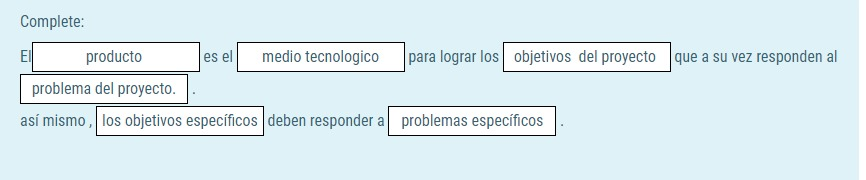 Complete:
El producto es el medio tecnologico para lograr los objetivos del proyecto que a su vez responden al
problema del proyecto. .
así mismo , los objetivos específicos deben responder a problemas específicos .